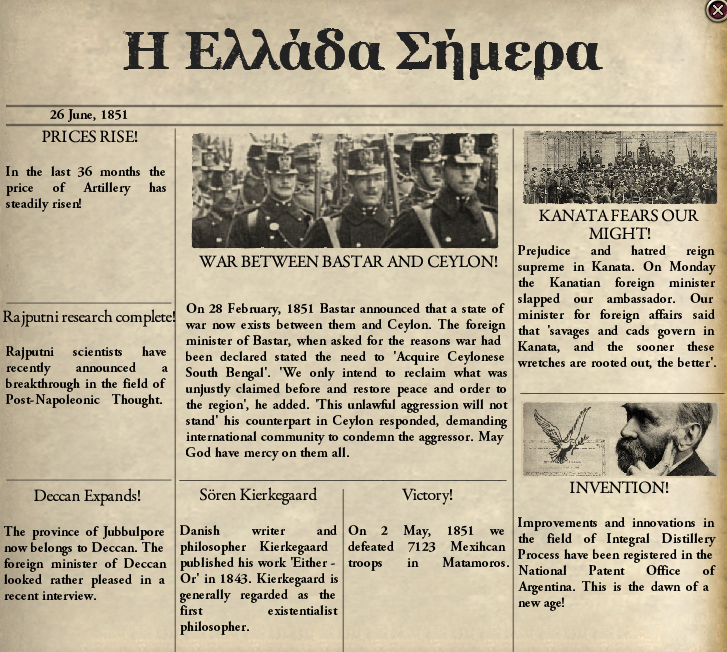 Η Ελλάδα Σήμερα
26 June, 1851
PRICES RISE!
In the last 36 months the
price of Artillery has
steadily risen!
Rajputni research complete!
Rajputni scientists have
recently announced a
breakthrough in the field of
Post-Napoleonic Thought.
Deccan Expands!
The province of Jubbulpore
now belongs to Deccan. The
foreign minister of Deccan
looked rather pleased in a
recent interview.
WAR BETWEEN BASTAR AND CEYLON!
On 28 February, 1851 Bastar announced that a state of
war now exists between them and Ceylon. The foreign
minister of Bastar, when asked for the reasons war had
been declared stated the need to 'Acquire Ceylonese
South Bengal'. 'We only intend to reclaim what was
unjustly claimed before and restore peace and order to
the region', he added. 'This unlawful aggression will not
stand' his counterpart in Ceylon responded, demanding
international community to condemn the aggressor. May
God have mercy on them all.
Sören Kierkegaard
Danish writer and
philosopher Kierkegaard
published his work 'Either -
Or' in 1843. Kierkegaard is
generally regarded as the
first existentialist
philosopher.
Victory!
On 2 May, 1851 we
defeated 7123 Mexihcan
troops in Matamoros.
KANATA FEARS OUR
MIGHT!
Prejudice and hatred reign
supreme in Kanata. On Monday
the Kanatian foreign minister
slapped our ambassador. Our
minister for foreign affairs said
that 'savages and cads govern in
Kanata, and the sooner these
wretches are rooted out, the better'.
INVENTION!
Improvements and innovations in
the field of Integral Distillery
Process have been registered in the
National Patent Office of
Argentina. This is the dawn of a
new age!